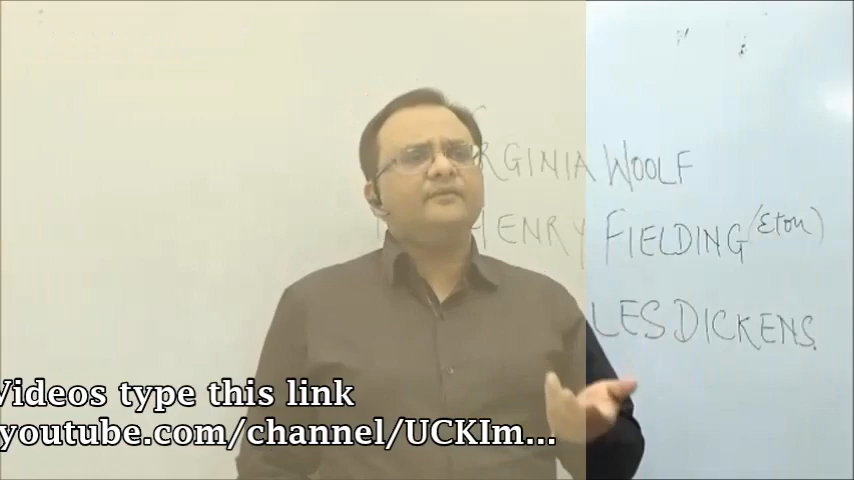 RGINIA WOOLF
HENRY FIELDING (Eton)
LES DICKENS.
Videos type this link
youtube.com/channel/UCKIm...